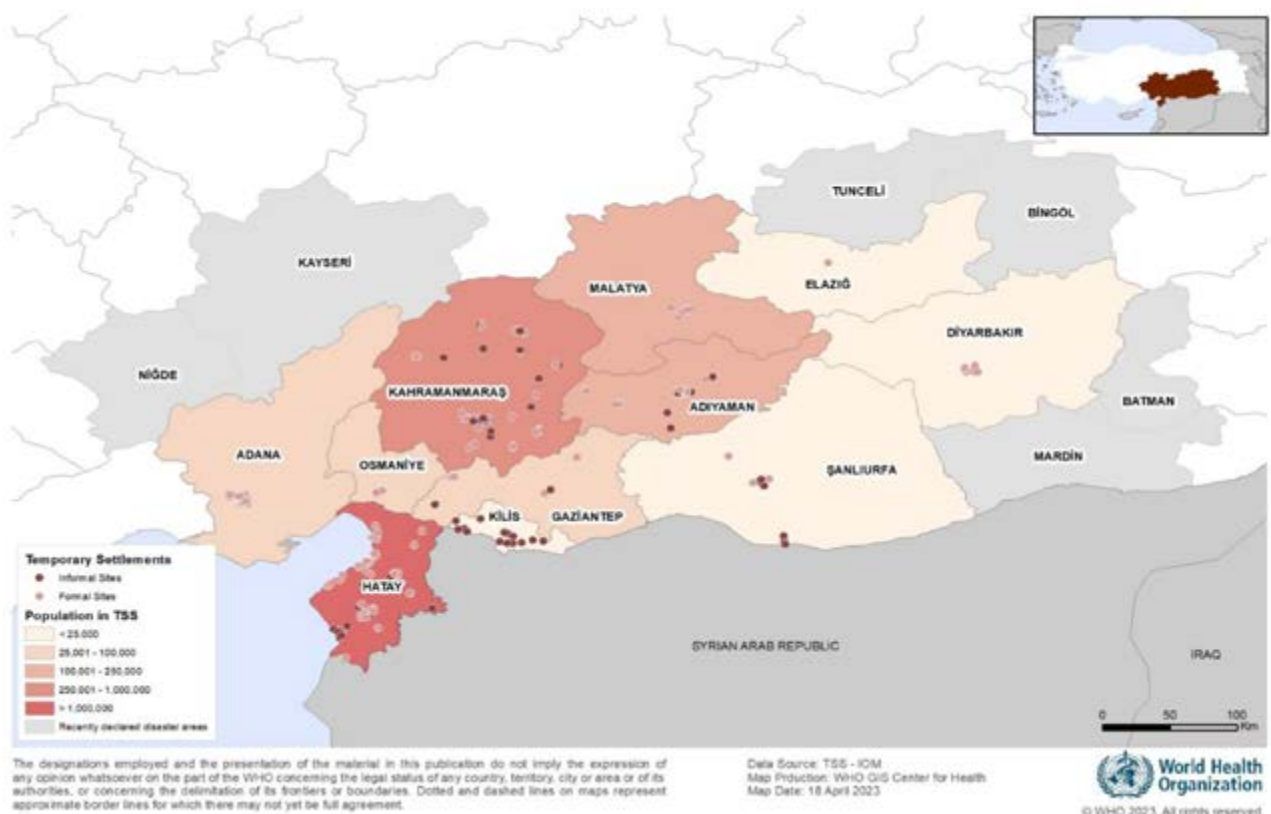 TUNCELİ
BİNGÖL
KAYSERİ
MALATYA
ELAZIĞ
DİYARBAKIR
NİĞDE
KAHRAMANMARAŞ
ADIYAMAN
BATMAN
ADANA
OSMANİYE
ŞANLIURFA
MARDİN
KİLİS
GAZİANTEP
HATAY
SYRIAN ARAB REPUBLIC
IRAQ
Temporary Settlements
Informal Sites
Formal Sites
Population in TSS
< 25.000
25,001 - 100,000
100,001 - 250,000
250,001 - 1,000,000
> 1,000,000
Recently declared disaster areas
0 50 100
Km
The designations employed and the presentation of the material in this publication do not imply the expression of
any opinion whatsoever on the part of the WHO concerning the legal status of any country, territory, city or area or of its
authorities, or concerning the delimitation of its frontiers or boundaries. Dotted and dashed lines on maps represent
approximate border lines for which there may not yet be full agreement.
Data Source: TSS - IOM
Map Prduction: WHO GIS Center for Health
Map Date: 18 April 2023
World Health
Organization
© WHO 2023. All rights reserved.